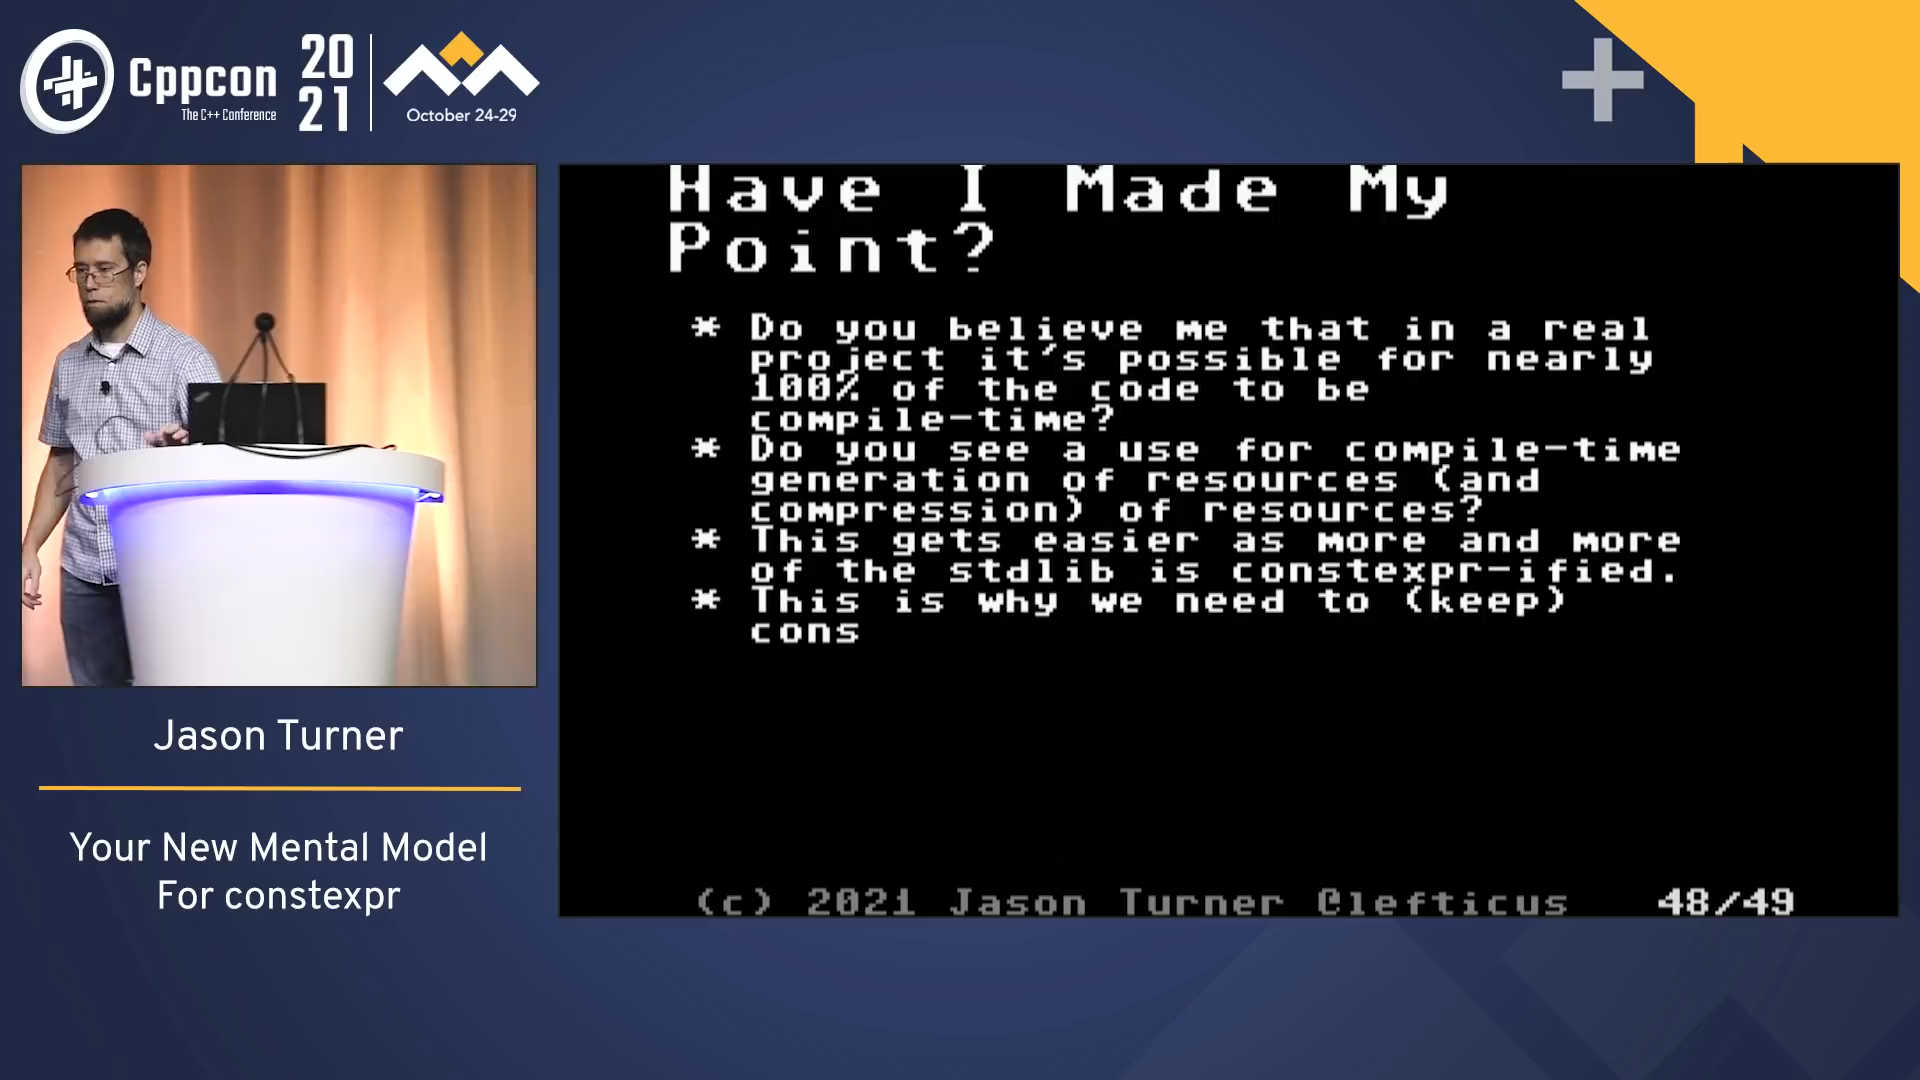 Cppcon
The C++ Conference
20
21
October 24-29
Have I Made My
Point?
* Do you believe me that in a real
project it's possible for nearly
100% of the code to be
compile-time?
* Do you see a use for compile-time
generation of resources (and
compression) of resources?
* This gets easier as more and more
of the stdlib is constexpr-ified.
* This is why we need to (keep)
cons
(c) 2021 Jason Turner @lefticus
48/49
Jason Turner
Your New Mental Model
For constexpr